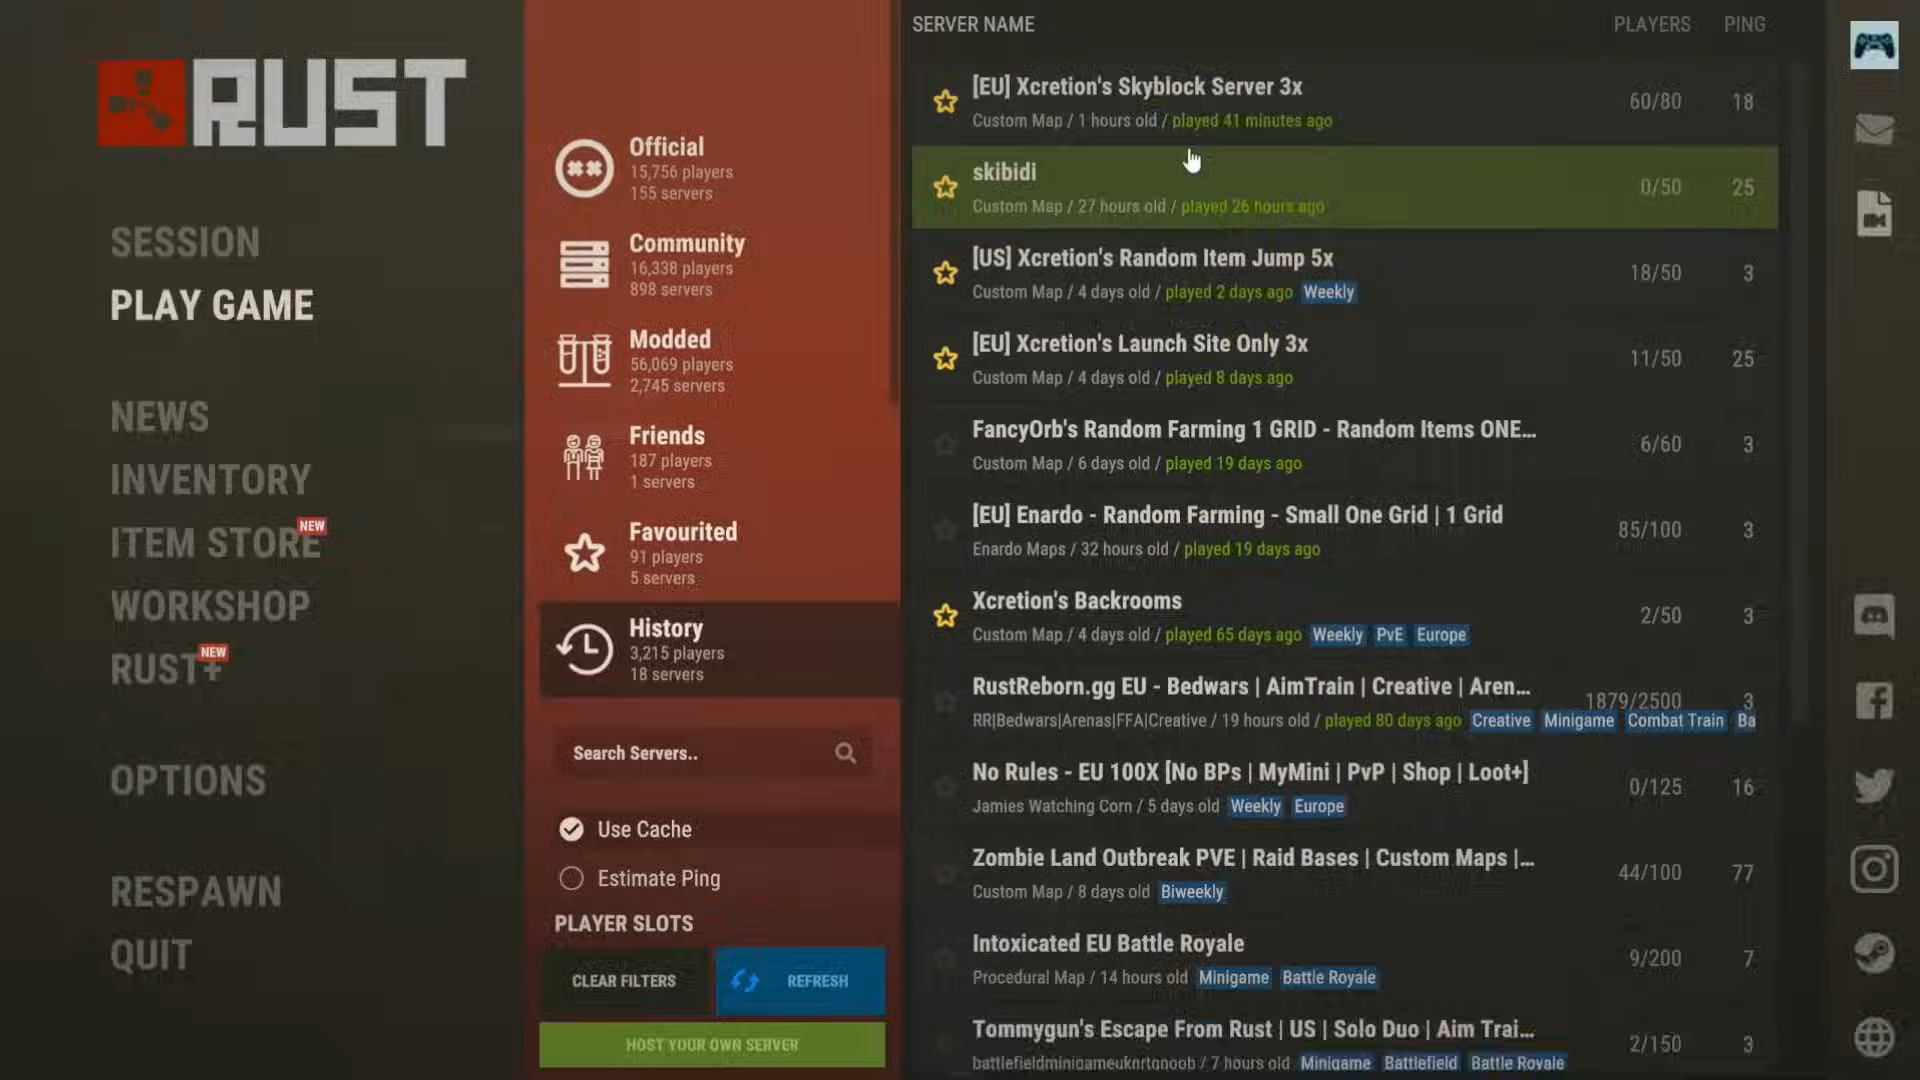 RUST
SESSION
PLAY GAME
NEWS
INVENTORY
ITEM STORE NEW
WORKSHOP
RUST+ NEW
OPTIONS
RESPAWN
QUIT
Official
15,756 players
155 servers
Community
16,338 players
898 servers
Modded
56,069 players
2,745 servers
Friends
187 players
1 servers
Favourited
91 players
5 servers
History
3,215 players
18 servers
Search Servers..
Use Cache
Estimate Ping
PLAYER SLOTS
CLEAR FILTERS REFRESH
HOST YOUR OWN SERVER
SERVER NAME PLAYERS PING
[EU] Xcretion's Skyblock Server 3x 60/80 18
Custom Map / 1 hours old / played 41 minutes ago
skibidi 0/50 25
Custom Map / 27 hours old / played 26 hours ago
[US] Xcretion's Random Item Jump 5x 18/50 3
Custom Map / 4 days old / played 2 days ago Weekly
[EU] Xcretion's Launch Site Only 3x 11/50 25
Custom Map / 4 days old / played 8 days ago
FancyOrb's Random Farming 1 GRID - Random Items ONE... 6/60 3
Custom Map / 6 days old / played 19 days ago
[EU] Enardo - Random Farming - Small One Grid | 1 Grid 85/100 3
Enardo Maps / 32 hours old / played 19 days ago
Xcretion's Backrooms 2/50 3
Custom Map / 4 days old / played 65 days ago Weekly PvE Europe
RustReborn.gg EU - Bedwars | AimTrain | Creative | Aren... 1879/2500 3
RR|Bedwars|Arenas|FFA|Creative / 19 hours old / played 80 days ago Creative Minigame Combat Train Ba
No Rules - EU 100X [No BPs | MyMini | PvP | Shop | Loot+] 0/125 16
Jamies Watching Corn / 5 days old Weekly Europe
Zombie Land Outbreak PVE | Raid Bases | Custom Maps |... 44/100 77
Custom Map / 8 days old Biweekly
Intoxicated EU Battle Royale 9/200 7
Procedural Map / 14 hours old Minigame Battle Royale
Tommygun's Escape From Rust | US | Solo Duo | Aim Trai... 2/150 3
/ 7 hours old Minigame Battlefield Battle Royale